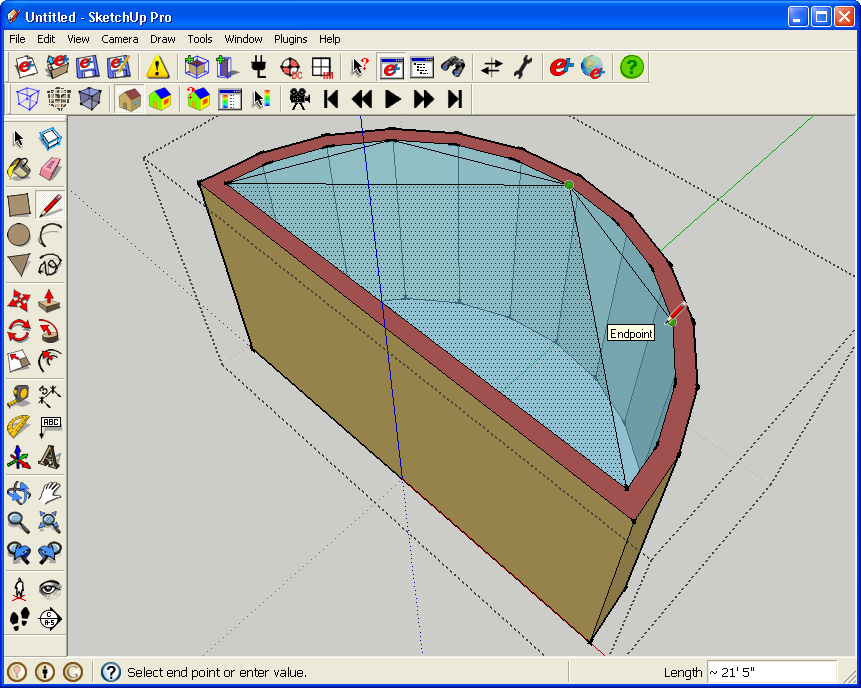 Untitled - SketchUp Pro
File Edit View Camera Draw Tools Window Plugins Help
Endpoint
ABC
Select end point or enter value.
Length ~ 21' 5"